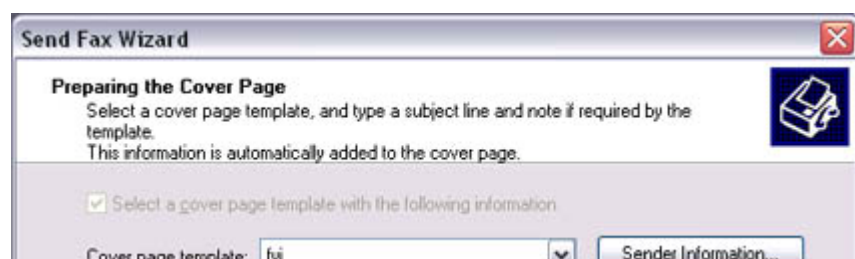 Send Fax Wizard
Preparing the Cover Page
Select a cover page template, and type a subject line and note if required by the
template.
This information is automatically added to the cover page.
Select a cover page template with the following information
Cover page template: fyi Sender Information...